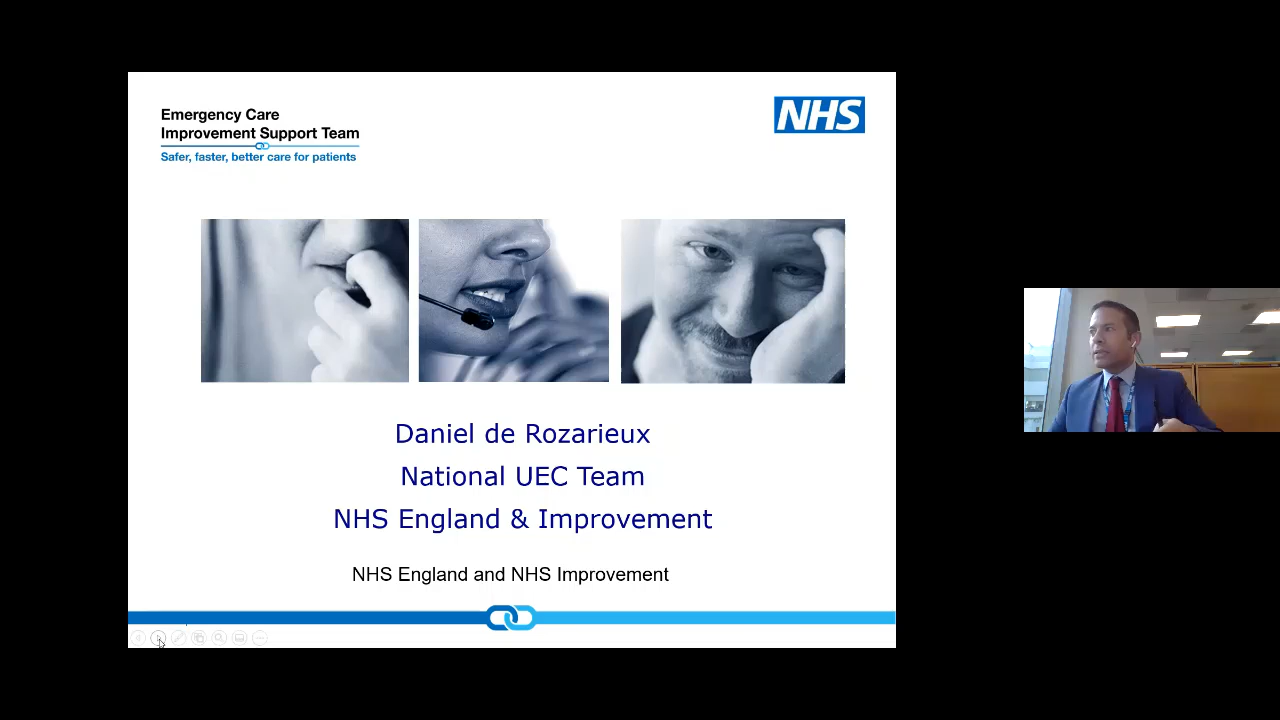 Emergency Care
Improvement Support Team
Safer, faster, better care for patients
NHS
Daniel de Rozarieux
National UEC Team
NHS England & Improvement
NHS England and NHS Improvement